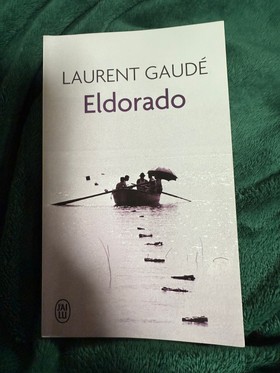 LAURENT GAUDÉ
Eldorado
J'AI
LU